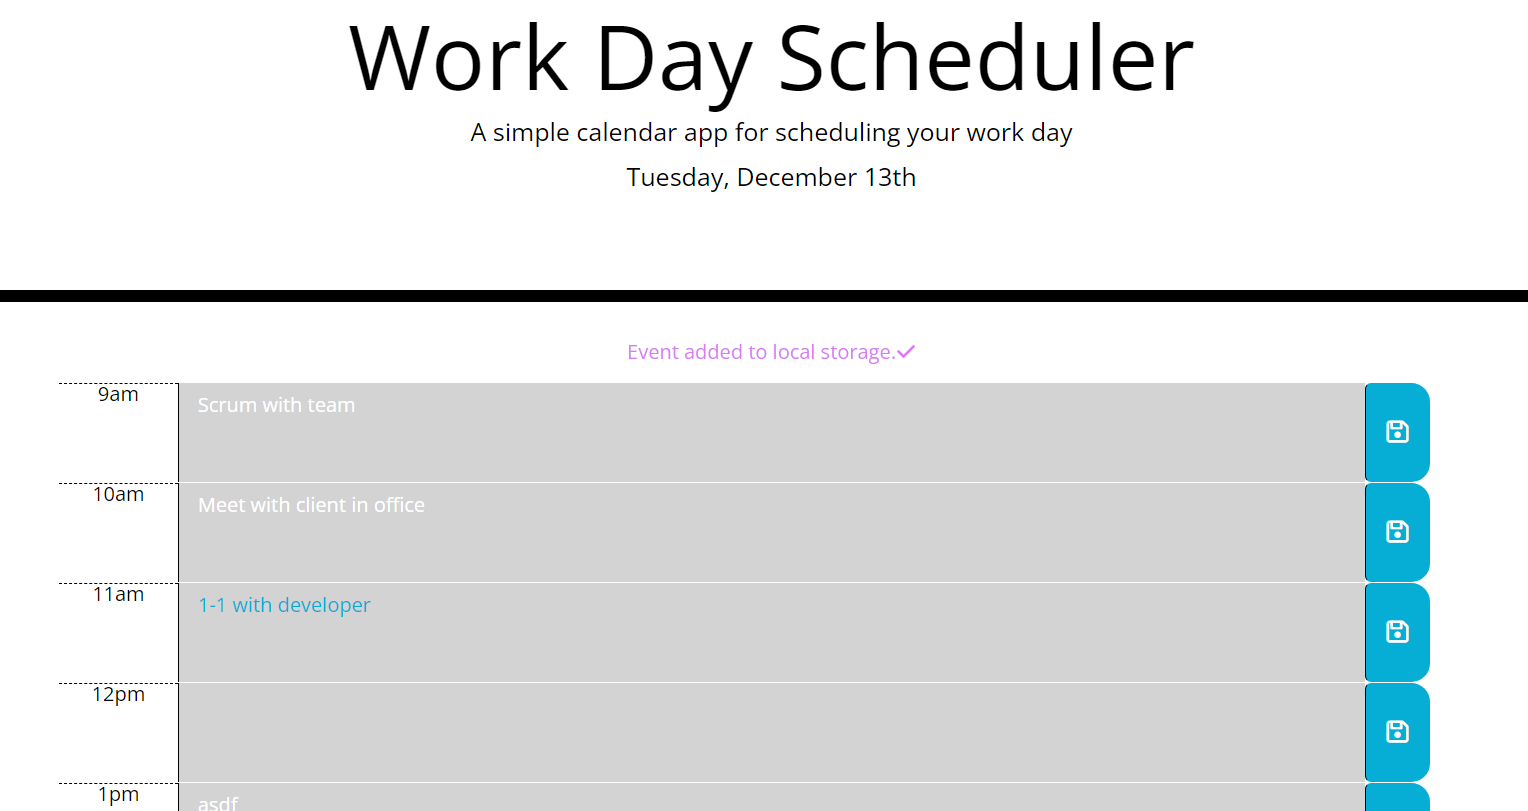 Work Day Scheduler
A simple calendar app for scheduling your work day
Tuesday, December 13th
Event added to local storage.✓
9am
Scrum with team
10am
Meet with client in office
11am
1-1 with developer
12pm
1pm
asdf